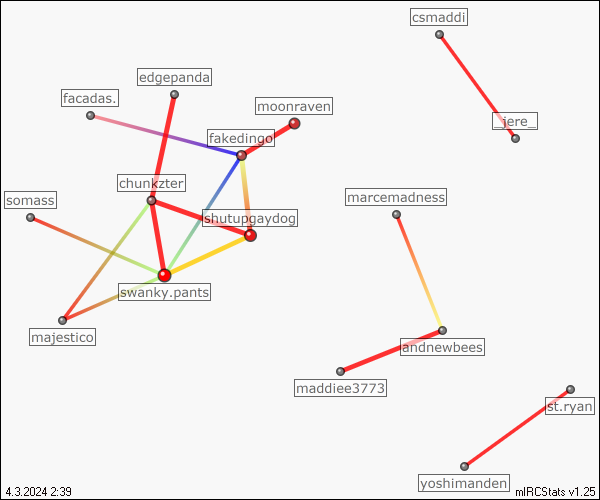 csmaddi
edgepanda
facadas.
moonraven
_jere_
fakedingo
chunkzter
somass
marcemadness
shutupgaydog
swanky.pants
majestico
andnewbees
maddiee3773
st.ryan
yoshimanden
4.3.2024 2:39
mIRCStats v1.25